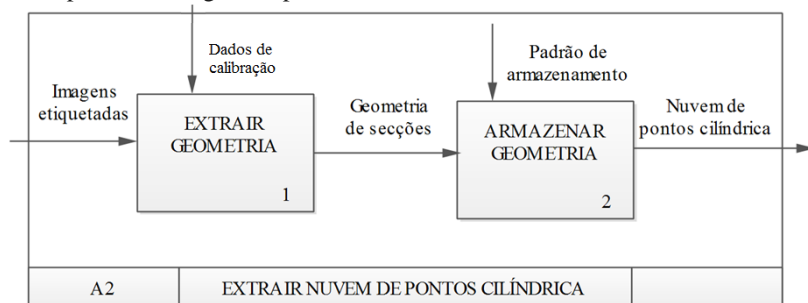 Dados de
calibração
Padrão de
armazenamento
Imagens
etiquetadas
EXTRAIR
GEOMETRIA
1
Geometria
de secções
ARMAZENAR
GEOMETRIA
2
Nuvem de
pontos cilíndrica
A2
EXTRAIR NUVEM DE PONTOS CILÍNDRICA